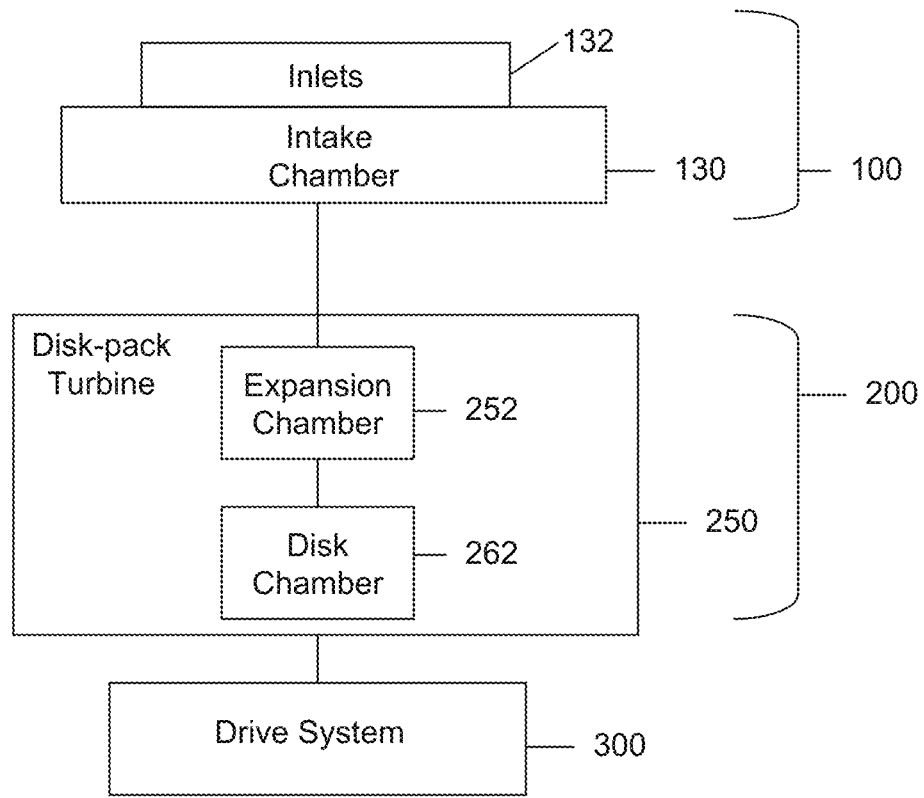 132
Inlets
Intake
Chamber
130
100
Disk-pack
Turbine
Expansion
Chamber
252
200
250
Disk
Chamber
262
Drive System
300